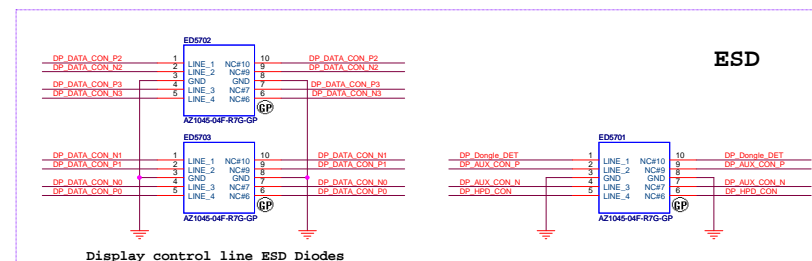 ESD
ED5702
DP_DATA_CON_P2 1 LINE_1 NC#10 10 DP_DATA_CON_P2
DP_DATA_CON_N2 2 LINE_2 NC#9 9 DP_DATA_CON_N2
3 GND GND 8
DP_DATA_CON_P3 4 LINE_3 NC#7 7 DP_DATA_CON_P3
DP_DATA_CON_N3 5 LINE_4 NC#6 6 DP_DATA_CON_N3
GP
AZ1045-04F-R7G-GP
ED5703
DP_DATA_CON_N1 1 LINE_1 NC#10 10 DP_DATA_CON_N1
DP_DATA_CON_P1 2 LINE_2 NC#9 9 DP_DATA_CON_P1
3 GND GND 8
DP_DATA_CON_N0 4 LINE_3 NC#7 7 DP_DATA_CON_N0
DP_DATA_CON_P0 5 LINE_4 NC#6 6 DP_DATA_CON_P0
GP
AZ1045-04F-R7G-GP
ED5701
DP_Dongle_DET 1 LINE_1 NC#10 10 DP_Dongle_DET
DP_AUX_CON_P 2 LINE_2 NC#9 9 DP_AUX_CON_P
3 GND GND 8
DP_AUX_CON_N 4 LINE_3 NC#7 7 DP_AUX_CON_N
DP_HPD_CON 5 LINE_4 NC#6 6 DP_HPD_CON
GP
AZ1045-04F-R7G-GP
Display control line ESD Diodes